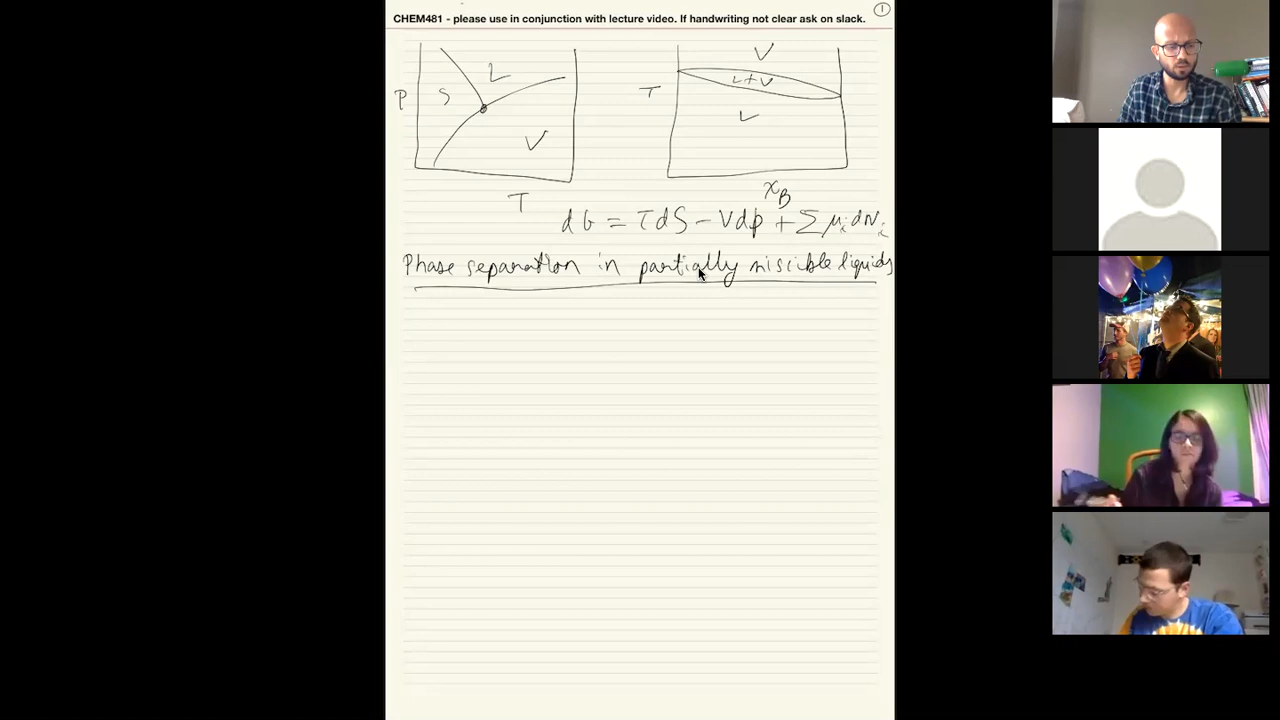 CHEM481 - please use in conjunction with lecture video. If handwriting not clear ask on slack.
1
P S L V T
T V L+V L x_B
dG = TdS - Vdp + Σ μ_i dN_i
Phase separation in partially miscible liquids